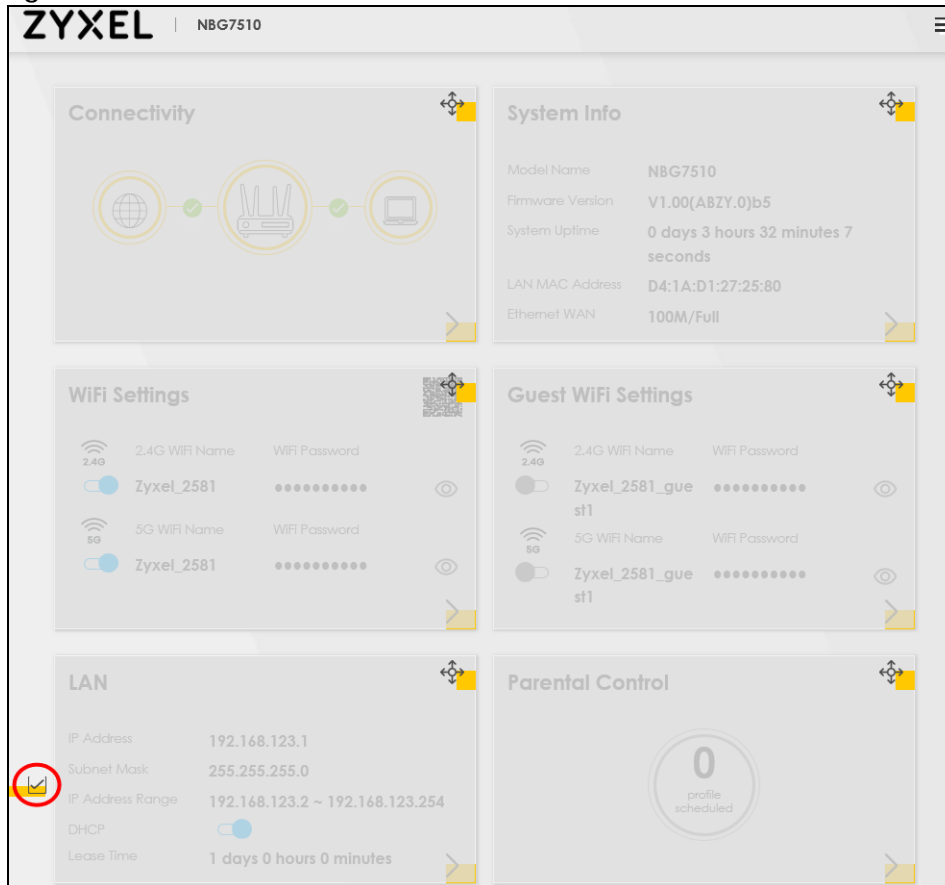 ZYXEL NBG7510
Connectivity
System Info
Model Name NBG7510
Firmware Version V1.00(ABZY.0)b5
System Uptime 0 days 3 hours 32 minutes 7
seconds
LAN MAC Address D4:1A:D1:27:25:80
Ethernet WAN 100M/Full
WiFi Settings
2.4G 2.4G WiFi Name WiFi Password
Zyxel_2581 ●●●●●●●●●●
5G 5G WiFi Name WiFi Password
Zyxel_2581 ●●●●●●●●●●
Guest WiFi Settings
2.4G 2.4G WiFi Name WiFi Password
Zyxel_2581_gue ●●●●●●●●●●
st1
5G 5G WiFi Name WiFi Password
Zyxel_2581_gue ●●●●●●●●●●
st1
LAN
IP Address 192.168.123.1
Subnet Mask 255.255.255.0
IP Address Range 192.168.123.2 ~ 192.168.123.254
DHCP
Lease Time 1 days 0 hours 0 minutes
Parental Control
0
profile
scheduled